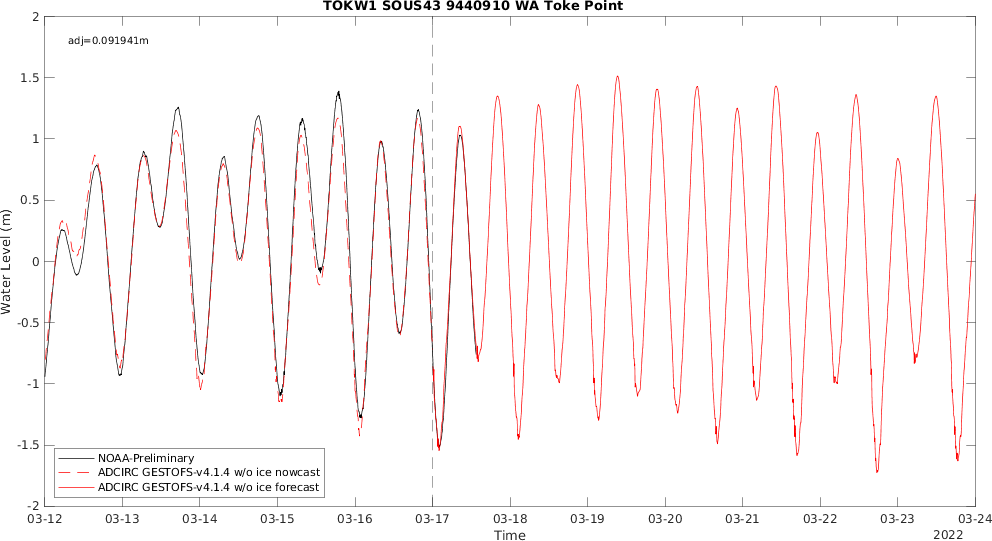 TOKW1 SOUS43 9440910 WA Toke Point
adj=0.091941m
Water Level (m)
2
1.5
1
0.5
0
-0.5
-1
-1.5
-2
NOAA-Preliminary
ADCIRC GESTOFS-v4.1.4 w/o ice nowcast
ADCIRC GESTOFS-v4.1.4 w/o ice forecast
03-12 03-13 03-14 03-15 03-16 03-17 03-18 03-19 03-20 03-21 03-22 03-23 03-24
Time
2022